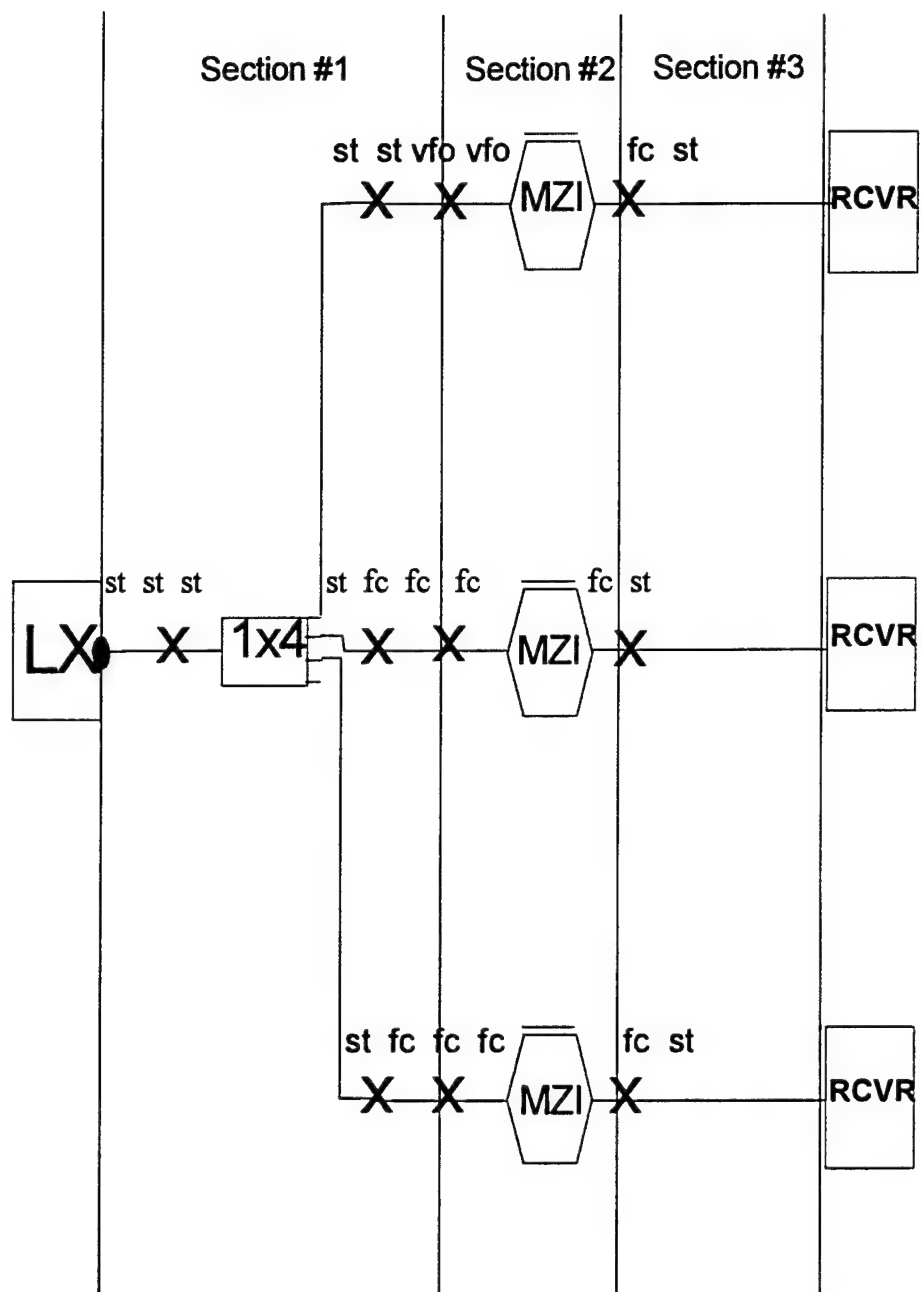 Section #1 Section #2 Section #3
st st vfo vfo fc st
MZI RCVR
st st st st fc fc fc fc st
LX 1x4 MZI RCVR
st fc fc fc fc st
MZI RCVR